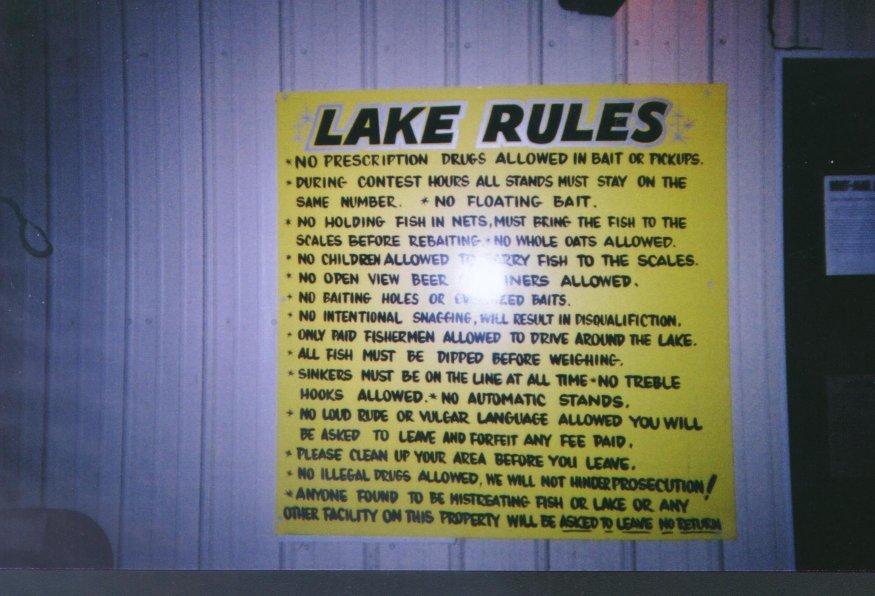 LAKE RULES
*NO PRESCRIPTION DRUGS ALLOWED IN BAIT OR PICKUPS.
*DURING CONTEST HOURS ALL STANDS MUST STAY ON THE
SAME NUMBER. *NO FLOATING BAIT.
*NO HOLDING FISH IN NETS, MUST BRING THE FISH TO THE
SCALES BEFORE REBAITING *NO WHOLE OATS ALLOWED.
*NO CHILDREN ALLOWED TO CARRY FISH TO THE SCALES.
*NO OPEN VIEW BEER ALLOWED.
*NO BAITING HOLES OR BAITS.
*NO INTENTIONAL SNAGGING, WILL RESULT IN DISQUALIFICTION.
*ONLY PAID FISHERMEN ALLOWED TO DRIVE AROUND THE LAKE.
*ALL FISH MUST BE DIPPED BEFORE WEIGHING.
*SINKERS MUST BE ON THE LINE AT ALL TIME *NO TREBLE
HOOKS ALLOWED. *NO AUTOMATIC STANDS.
*NO LOUD RUDE OR VULGAR LANGUAGE ALLOWED YOU WILL
BE ASKED TO LEAVE AND FORFEIT ANY FEE PAID.
*PLEASE CLEAN UP YOUR AREA BEFORE YOU LEAVE.
*NO ILLEGAL DRUGS ALLOWED, WE WILL NOT HINDER PROSECUTION!
*ANYONE FOUND TO BE MISTREATING FISH OR LAKE OR ANY
OTHER FACILITY ON THIS PROPERTY WILL BE ASKED TO LEAVE NO RETURN